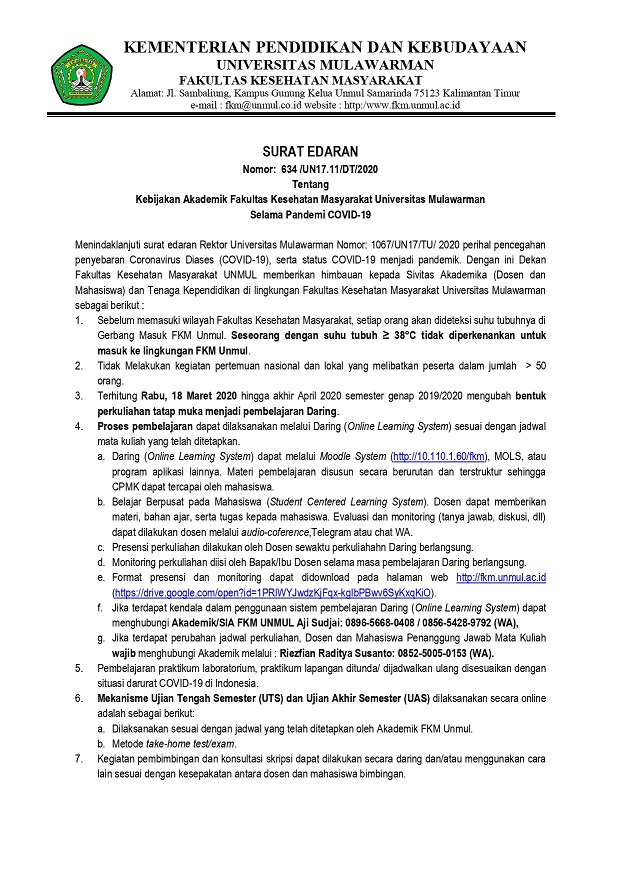 KEMENTERIAN PENDIDIKAN DAN KEBUDAYAAN
UNIVERSITAS MULAWARMAN
FAKULTAS KESEHATAN MASYARAKAT
Alamat: Jl. Sambaliung, Kampus Gunung Kelua Unmul Samarinda 75123 Kalimantan Timur
e-mail : fkm@unmul.co.id website : http:/www.fkm.unmul.ac.id
SURAT EDARAN
Nomor: 634 /UN17.11/DT/2020
Tentang
Kebijakan Akademik Fakultas Kesehatan Masyarakat Universitas Mulawarman
Selama Pandemi COVID-19
Menindaklanjuti surat edaran Rektor Universitas Mulawarman Nomor: 1067/UN17/TU/ 2020 perihal pencegahan
penyebaran Coronavirus Diases (COVID-19), serta status COVID-19 menjadi pandemik. Dengan ini Dekan
Fakultas Kesehatan Masyarakat UNMUL memberikan himbauan kepada Sivitas Akademika (Dosen dan
Mahasiswa) dan Tenaga Kependidikan di lingkungan Fakultas Kesehatan Masyarakat Universitas Mulawarman
sebagai berikut :
1. Sebelum memasuki wilayah Fakultas Kesehatan Masyarakat, setiap orang akan dideteksi suhu tubuhnya di
Gerbang Masuk FKM Unmul. Seseorang dengan suhu tubuh ≥ 38°C tidak diperkenankan untuk
masuk ke lingkungan FKM Unmul.
2. Tidak Melakukan kegiatan pertemuan nasional dan lokal yang melibatkan peserta dalam jumlah > 50
orang.
3. Terhitung Rabu, 18 Maret 2020 hingga akhir April 2020 semester genap 2019/2020 mengubah bentuk
perkuliahan tatap muka menjadi pembelajaran Daring.
4. Proses pembelajaran dapat dilaksanakan melalui Daring (Online Learning System) sesuai dengan jadwal
mata kuliah yang telah ditetapkan.
a. Daring (Online Learning System) dapat melalui Moodle System (http://10.110.1.60/fkm), MOLS, atau
program aplikasi lainnya. Materi pembelajaran disusun secara berurutan dan terstruktur sehingga
CPMK dapat tercapai oleh mahasiswa.
b. Belajar Berpusat pada Mahasiswa (Student Centered Learning System). Dosen dapat memberikan
materi, bahan ajar, serta tugas kepada mahasiswa. Evaluasi dan monitoring (tanya jawab, diskusi, dll)
dapat dilakukan dosen melalui audio-coference,Telegram atau chat WA.
c. Presensi perkuliahan dilakukan oleh Dosen sewaktu perkuliahahn Daring berlangsung.
d. Monitoring perkuliahan diisi oleh Bapak/Ibu Dosen selama masa pembelajaran Daring berlangsung.
e. Format presensi dan monitoring dapat didownload pada halaman web http://fkm.unmul.ac.id
(https://drive.google.com/open?id=1PRIWYJwdzKjFqx-kgIbPBwv6SyKxqKiO).
f. Jika terdapat kendala dalam penggunaan sistem pembelajaran Daring (Online Learning System) dapat
menghubungi Akademik/SIA FKM UNMUL Aji Sudjai: 0896-5668-0408 / 0856-5428-9792 (WA),
g. Jika terdapat perubahan jadwal perkuliahan, Dosen dan Mahasiswa Penanggung Jawab Mata Kuliah
wajib menghubungi Akademik melalui : Riezfian Raditya Susanto: 0852-5005-0153 (WA).
5. Pembelajaran praktikum laboratorium, praktikum lapangan ditunda/ dijadwalkan ulang disesuaikan dengan
situasi darurat COVID-19 di Indonesia.
6. Mekanisme Ujian Tengah Semester (UTS) dan Ujian Akhir Semester (UAS) dilaksanakan secara online
adalah sebagai berikut:
a. Dilaksanakan sesuai dengan jadwal yang telah ditetapkan oleh Akademik FKM Unmul.
b. Metode take-home test/exam.
7. Kegiatan pembimbingan dan konsultasi skripsi dapat dilakukan secara daring dan/atau menggunakan cara
lain sesuai dengan kesepakatan antara dosen dan mahasiswa bimbingan.